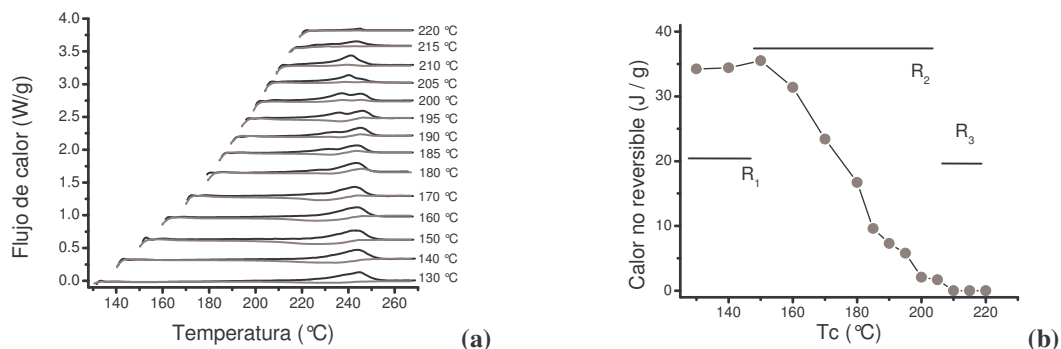 4.0
3.5
3.0
2.5
2.0
1.5
1.0
0.5
0.0
Flujo de calor (W/g)
220 °C
215 °C
210 °C
205 °C
200 °C
195 °C
190 °C
185 °C
180 °C
170 °C
160 °C
150 °C
140 °C
130 °C
140 160 180 200 220 240 260
Temperatura (°C)
(a)
40
30
20
10
0
Calor no reversible (J / g)
R2
R3
R1
140 160 180 200 220
Tc (°C)
(b)